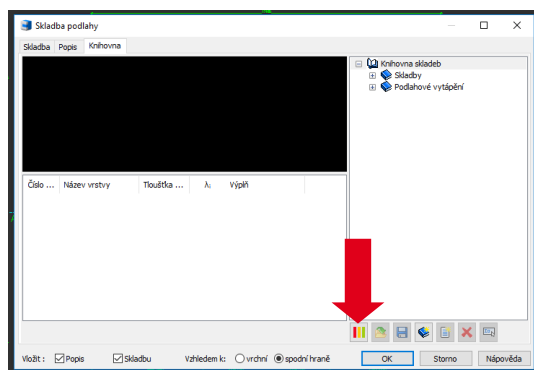 Skladba podlahy
Skladba Popis Knihovna
Knihovna skladeb
Skladby
Podlahové vytápění
Číslo ... Název vrstvy Tloušťka ... λ: Výplň
Vložit : Popis Skladbu Vzhledem k: vrchní spodní hraně OK Storno Nápověda